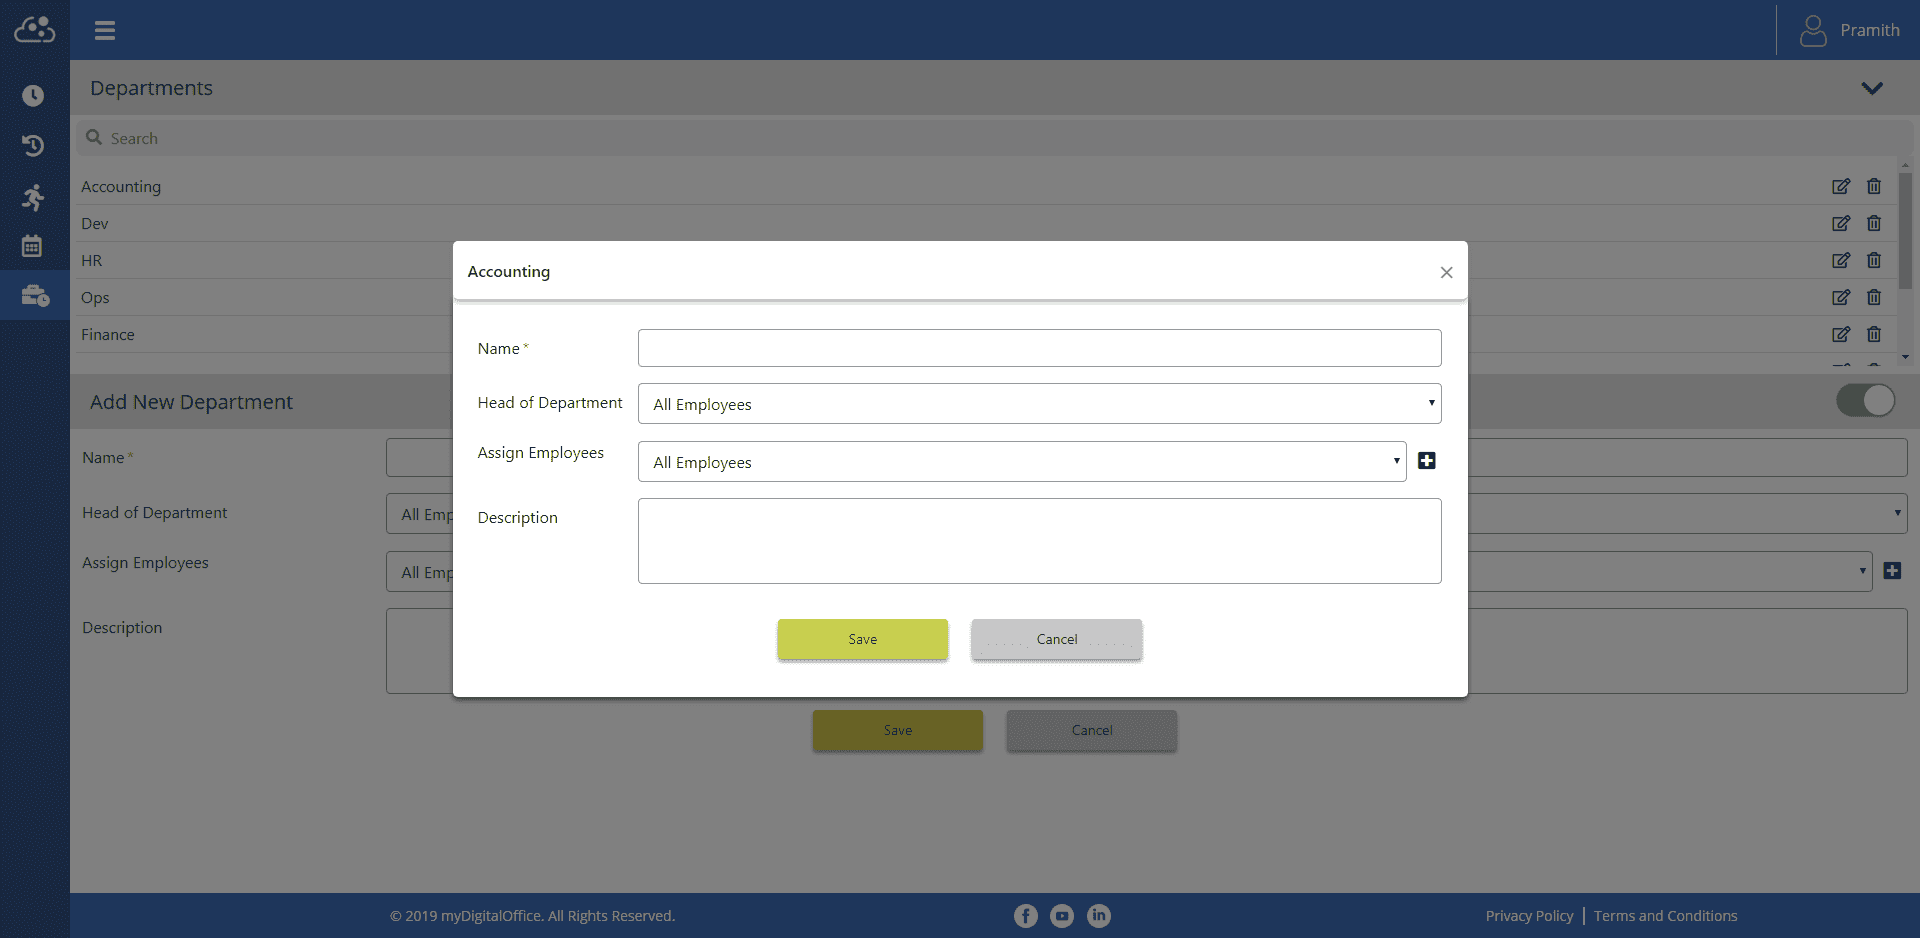 Pramith
Departments
Search
Accounting
Dev
HR
Ops
Finance
Accounting
Name *
Head of Department All Employees
Assign Employees All Employees
Description
Save Cancel
Add New Department
Name *
Head of Department All Emp
Assign Employees All Emp
Description
Save Cancel
© 2019 myDigitalOffice. All Rights Reserved.
Privacy Policy | Terms and Conditions